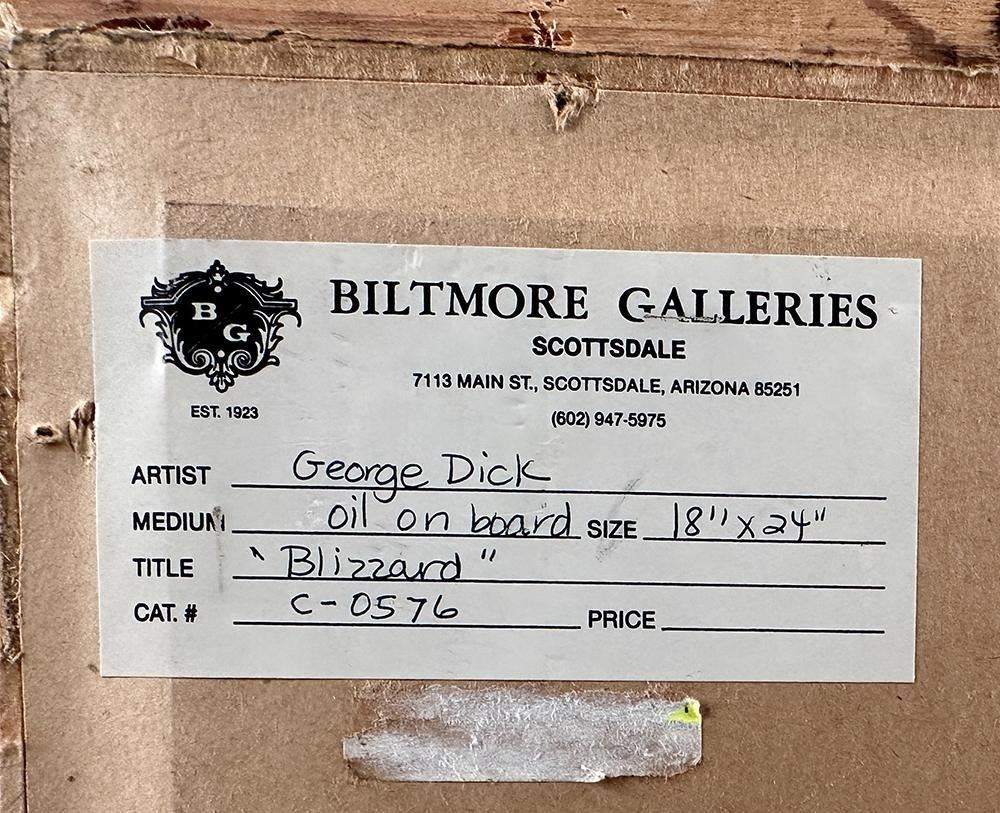 B G
BILTMORE GALLERIES
SCOTTSDALE
7113 MAIN ST., SCOTTSDALE, ARIZONA 85251
(602) 947-5975
EST. 1923
ARTIST George Dick
MEDIUM oil on board SIZE 18" x 24"
TITLE "Blizzard"
CAT. # C-0576 PRICE